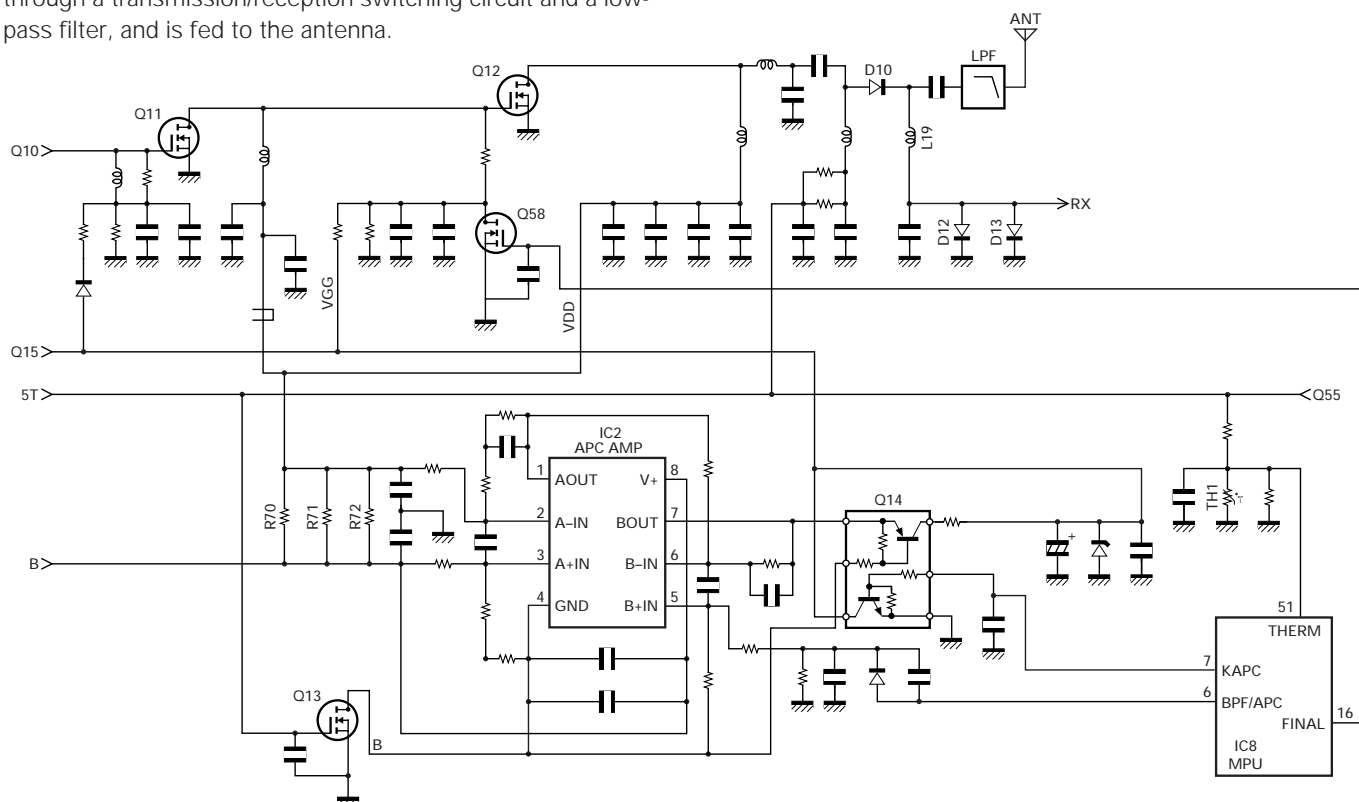 through a transmission/reception switching circuit and a low-
pass filter, and is fed to the antenna.
ANT
LPF
D10
Q12
Q11
Q10
L19
RX
Q58
D12
D13
VGG
VDD
Q15
5T
Q55
IC2
APC AMP
1
AOUT
V+
8
2
A–IN
BOUT
7
3
A+IN
B–IN
6
4
GND
B+IN
5
R70
R71
R72
B
Q14
+
TH1
51
THERM
7
KAPC
6
BPF/APC
FINAL
16
IC8
MPU
Q13
B